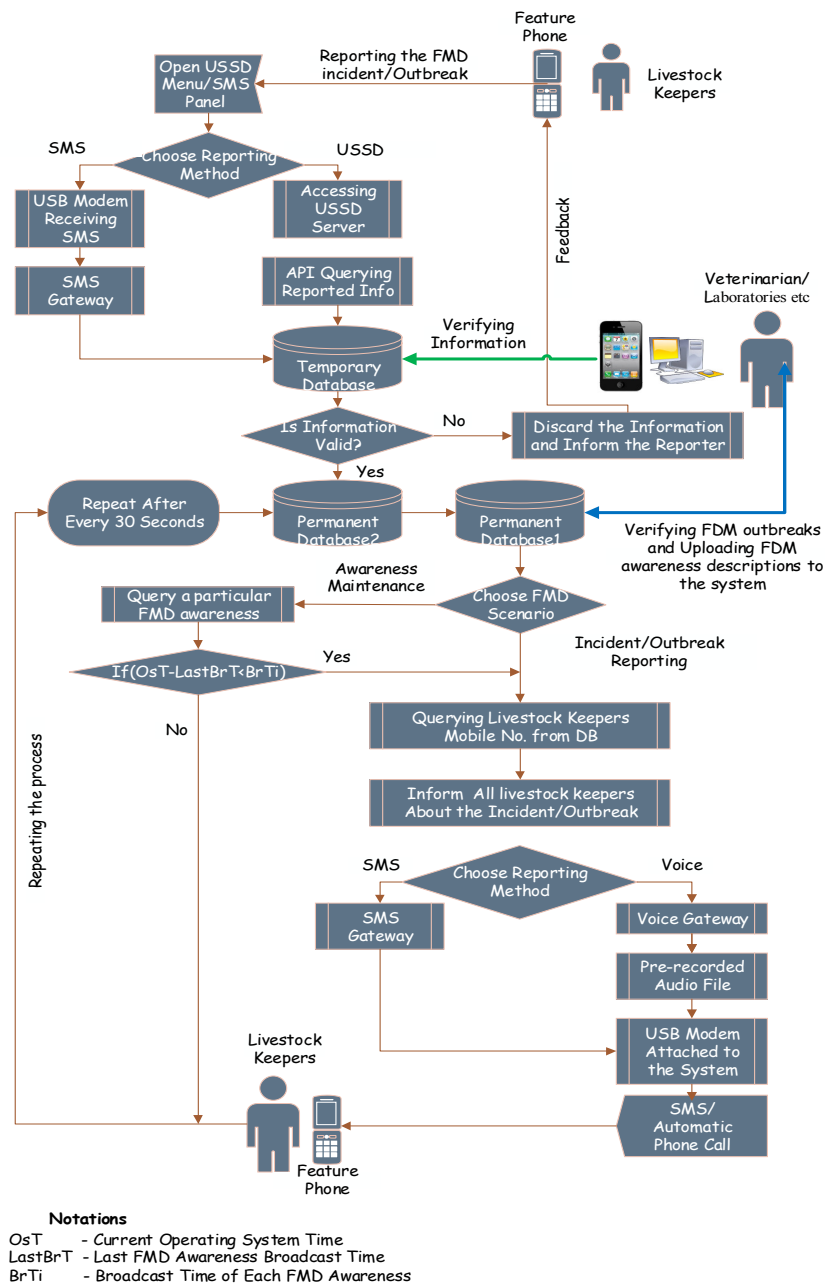 Feature
Phone
Reporting the FMD
incident/Outbreak
Open USSD
Menu/SMS
Panel
Livestock
Keepers
SMS
USSD
Choose Reporting
Method
USB Modem
Receiving
SMS
Accessing
USSD
Server
Feedback
SMS
Gateway
API Querying
Reported Info
Veterinarian/
Laboratories etc
Verifying
Information
Temporary
Database
Is Information
Valid?
No
Discard the Information
and Inform the Reporter
Yes
Repeat After
Every 30 Seconds
Permanent
Database2
Permanent
Database1
Verifying FDM outbreaks
and Uploading FDM
awareness descriptions to
the system
Awareness
Maintenance
Query a particular
FMD awareness
Choose FMD
Scenario
If(OsT-LastBrT<BrTi)
Yes
Incident/Outbreak
Reporting
No
Querying Livestock Keepers
Mobile No. from DB
Repeating the process
Inform All livestock keepers
About the Incident/Outbreak
SMS
Voice
Choose Reporting
Method
SMS
Gateway
Voice Gateway
Pre-recorded
Audio File
USB Modem
Attached to
the System
Livestock
Keepers
SMS/
Automatic
Phone Call
Feature
Phone
Notations
OsT - Current Operating System Time
LastBrT - Last FMD Awareness Broadcast Time
BrTi - Broadcast Time of Each FMD Awareness